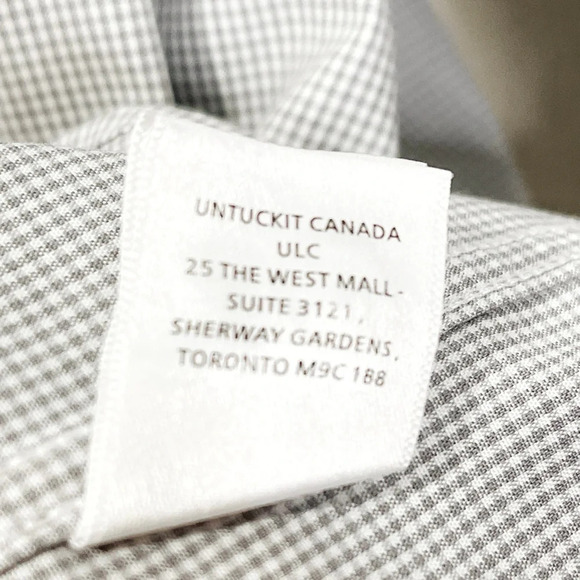 UNTUCKIT CANADA
ULC
25 THE WEST MALL-
SUITE 3121,
SHERWAY GARDENS,
TORONTO M9C 1B8